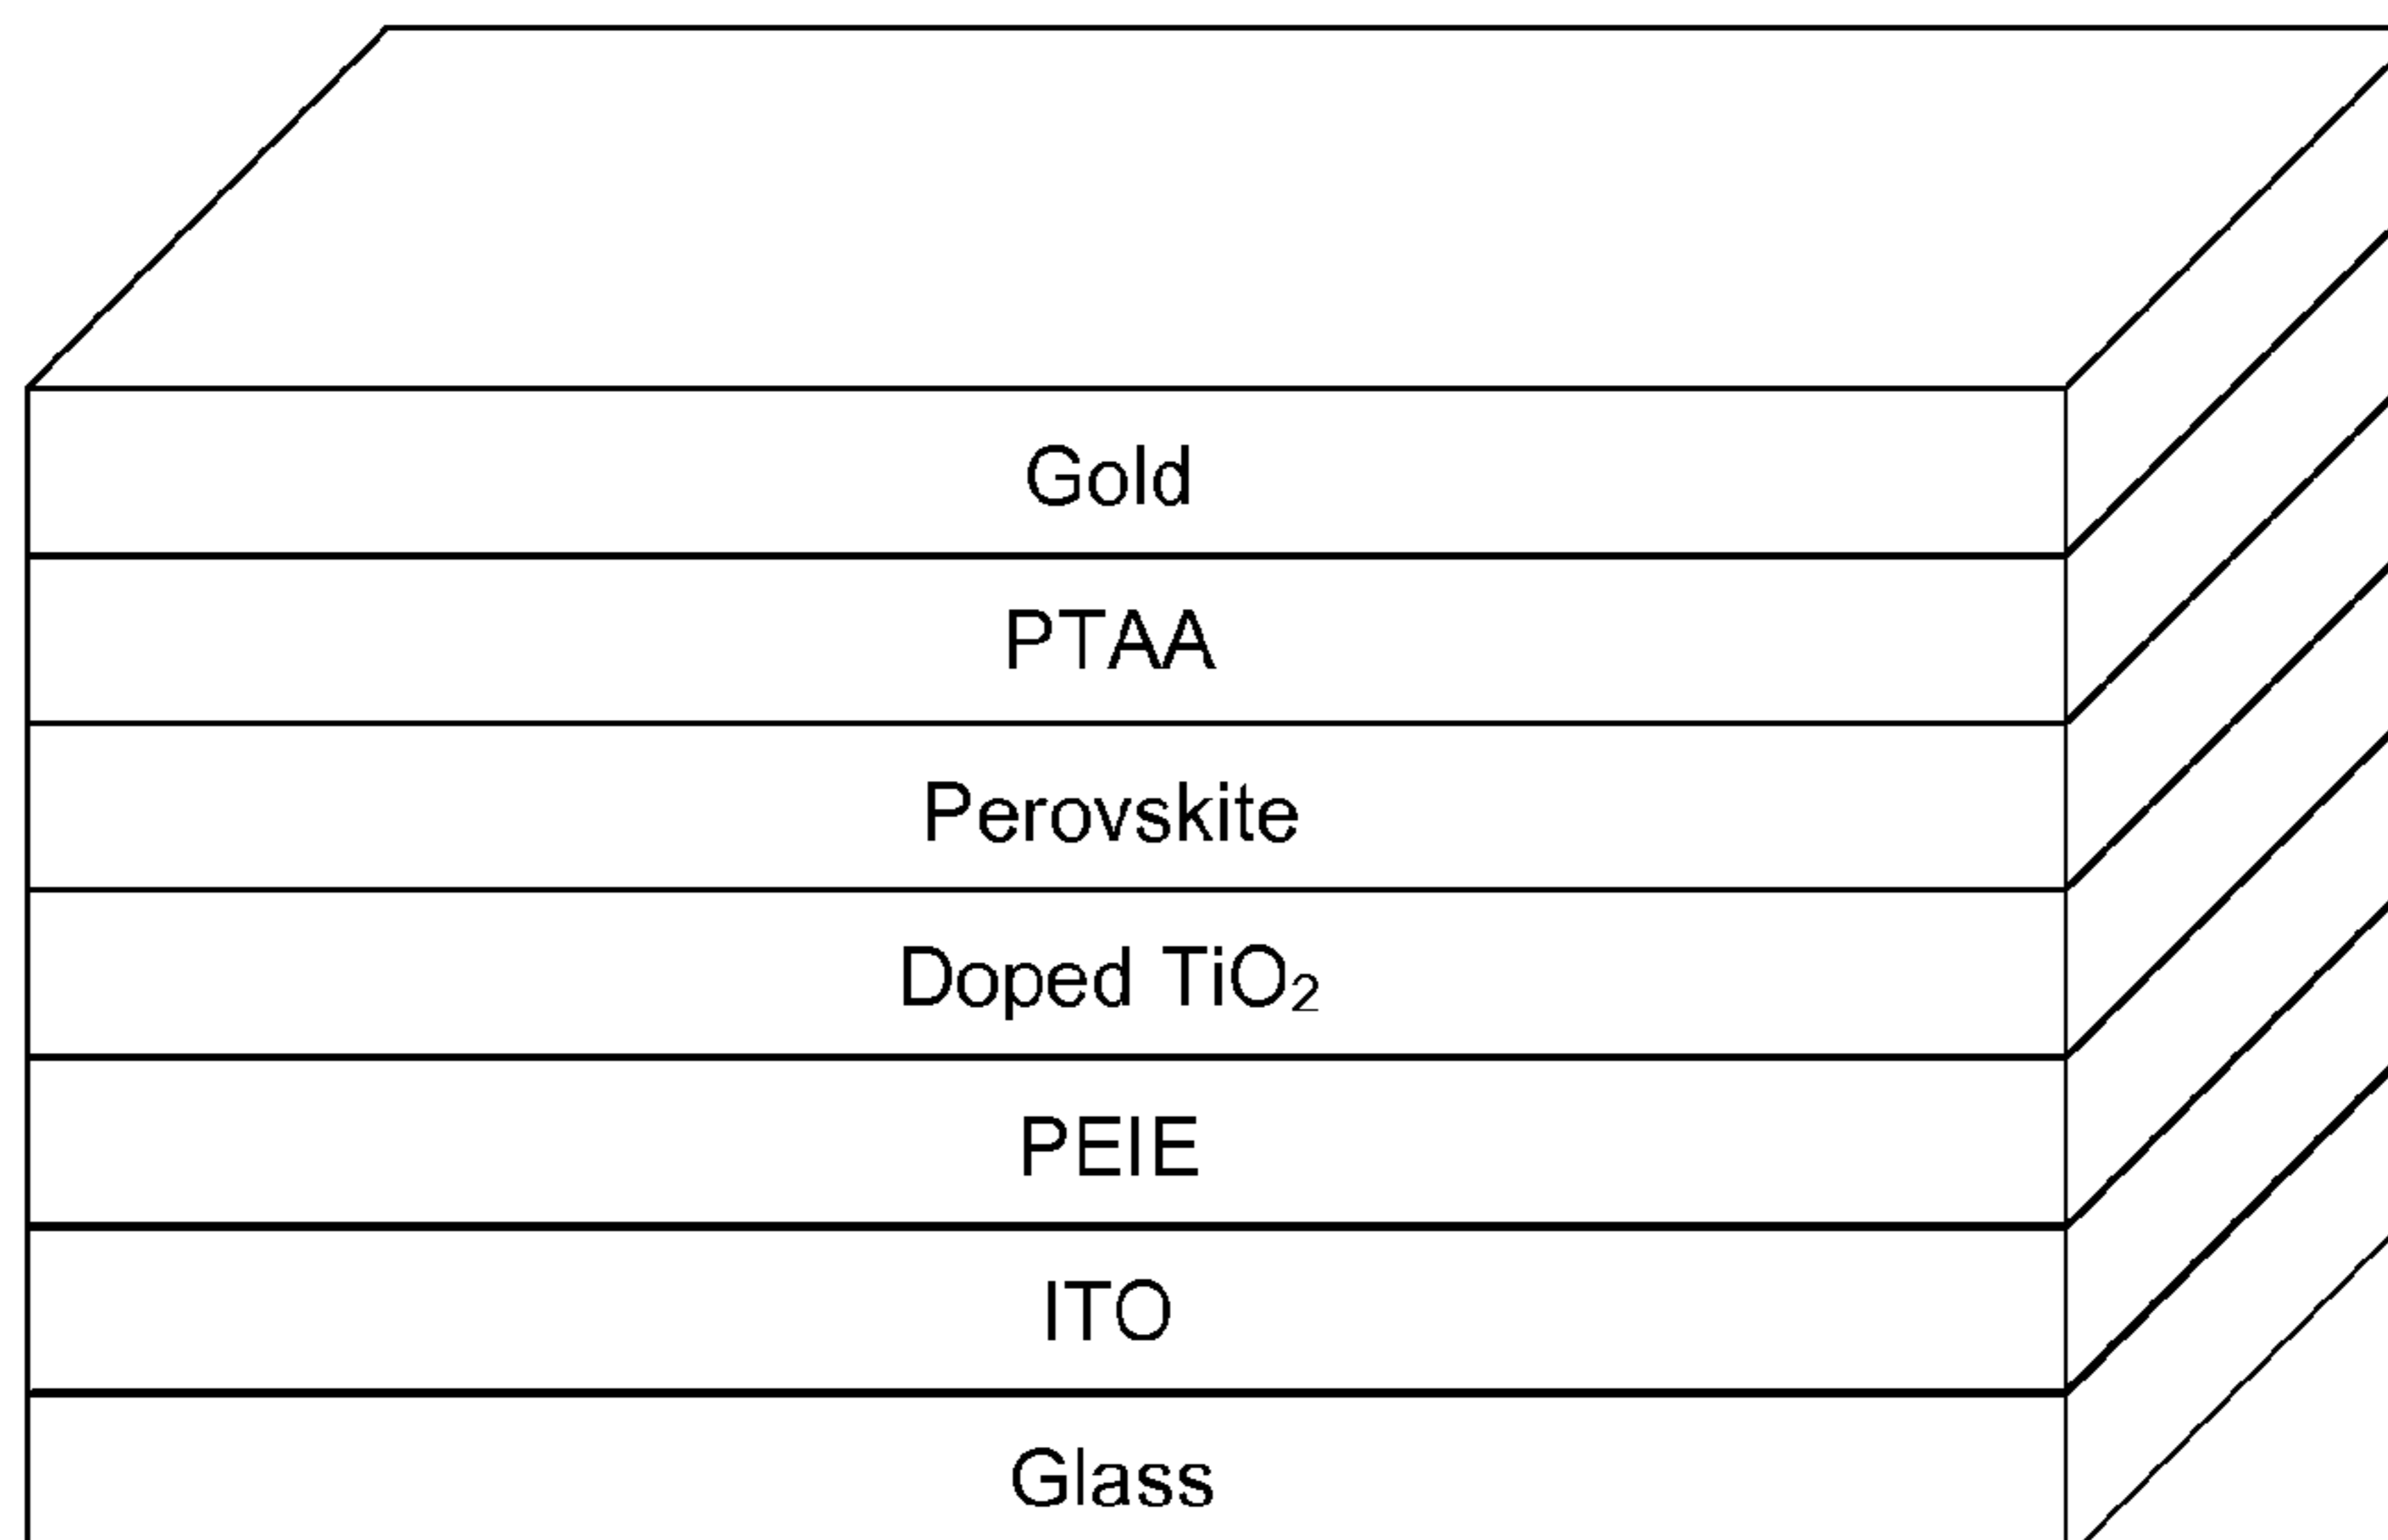 Gold
PTAA
Perovskite
Doped TiO₂
PEIE
ITO
Glass